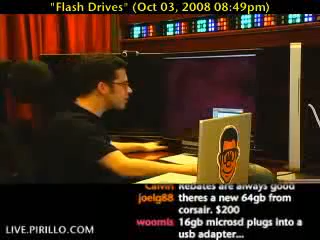 "Flash Drives" (Oct 03, 2008 08:49pm)
Calvin Rebates are always good
joelg88 theres a new 64gb from
corsair. $200
woomis 16gb microsd plugs into a
usb adapter...
LIVE.PIRILLO.COM